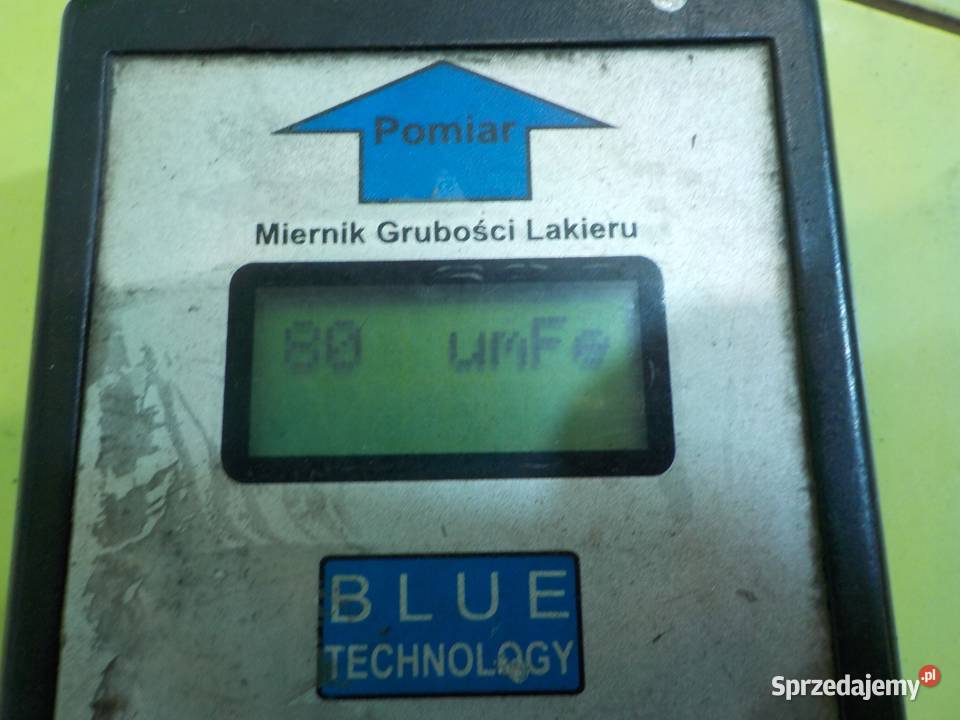 Pomiar
Miernik Grubości Lakieru
80 umFe
BLUE
TECHNOLOGY
Sprzedajemy.pl